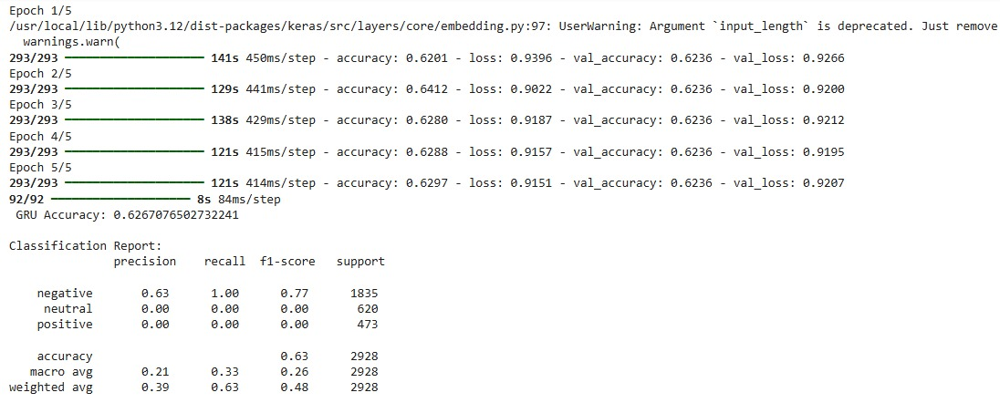 Epoch 1/5
/usr/local/lib/python3.12/dist-packages/keras/src/layers/core/embedding.py:97: UserWarning: Argument `input_length` is deprecated. Just remove
  warnings.warn(
293/293 ━━━━━━━━━━━━━━━━━━━━ 141s 450ms/step - accuracy: 0.6201 - loss: 0.9396 - val_accuracy: 0.6236 - val_loss: 0.9266
Epoch 2/5
293/293 ━━━━━━━━━━━━━━━━━━━━ 129s 441ms/step - accuracy: 0.6412 - loss: 0.9022 - val_accuracy: 0.6236 - val_loss: 0.9200
Epoch 3/5
293/293 ━━━━━━━━━━━━━━━━━━━━ 138s 429ms/step - accuracy: 0.6280 - loss: 0.9187 - val_accuracy: 0.6236 - val_loss: 0.9212
Epoch 4/5
293/293 ━━━━━━━━━━━━━━━━━━━━ 121s 415ms/step - accuracy: 0.6288 - loss: 0.9157 - val_accuracy: 0.6236 - val_loss: 0.9195
Epoch 5/5
293/293 ━━━━━━━━━━━━━━━━━━━━ 121s 414ms/step - accuracy: 0.6297 - loss: 0.9151 - val_accuracy: 0.6236 - val_loss: 0.9207
92/92 ━━━━━━━━━━━━━━━━━━━━ 8s 84ms/step
 GRU Accuracy: 0.6267076502732241

Classification Report:
              precision    recall  f1-score   support

    negative       0.63      1.00      0.77      1835
     neutral       0.00      0.00      0.00       620
    positive       0.00      0.00      0.00       473

    accuracy                           0.63      2928
   macro avg       0.21      0.33      0.26      2928
weighted avg       0.39      0.63      0.48      2928